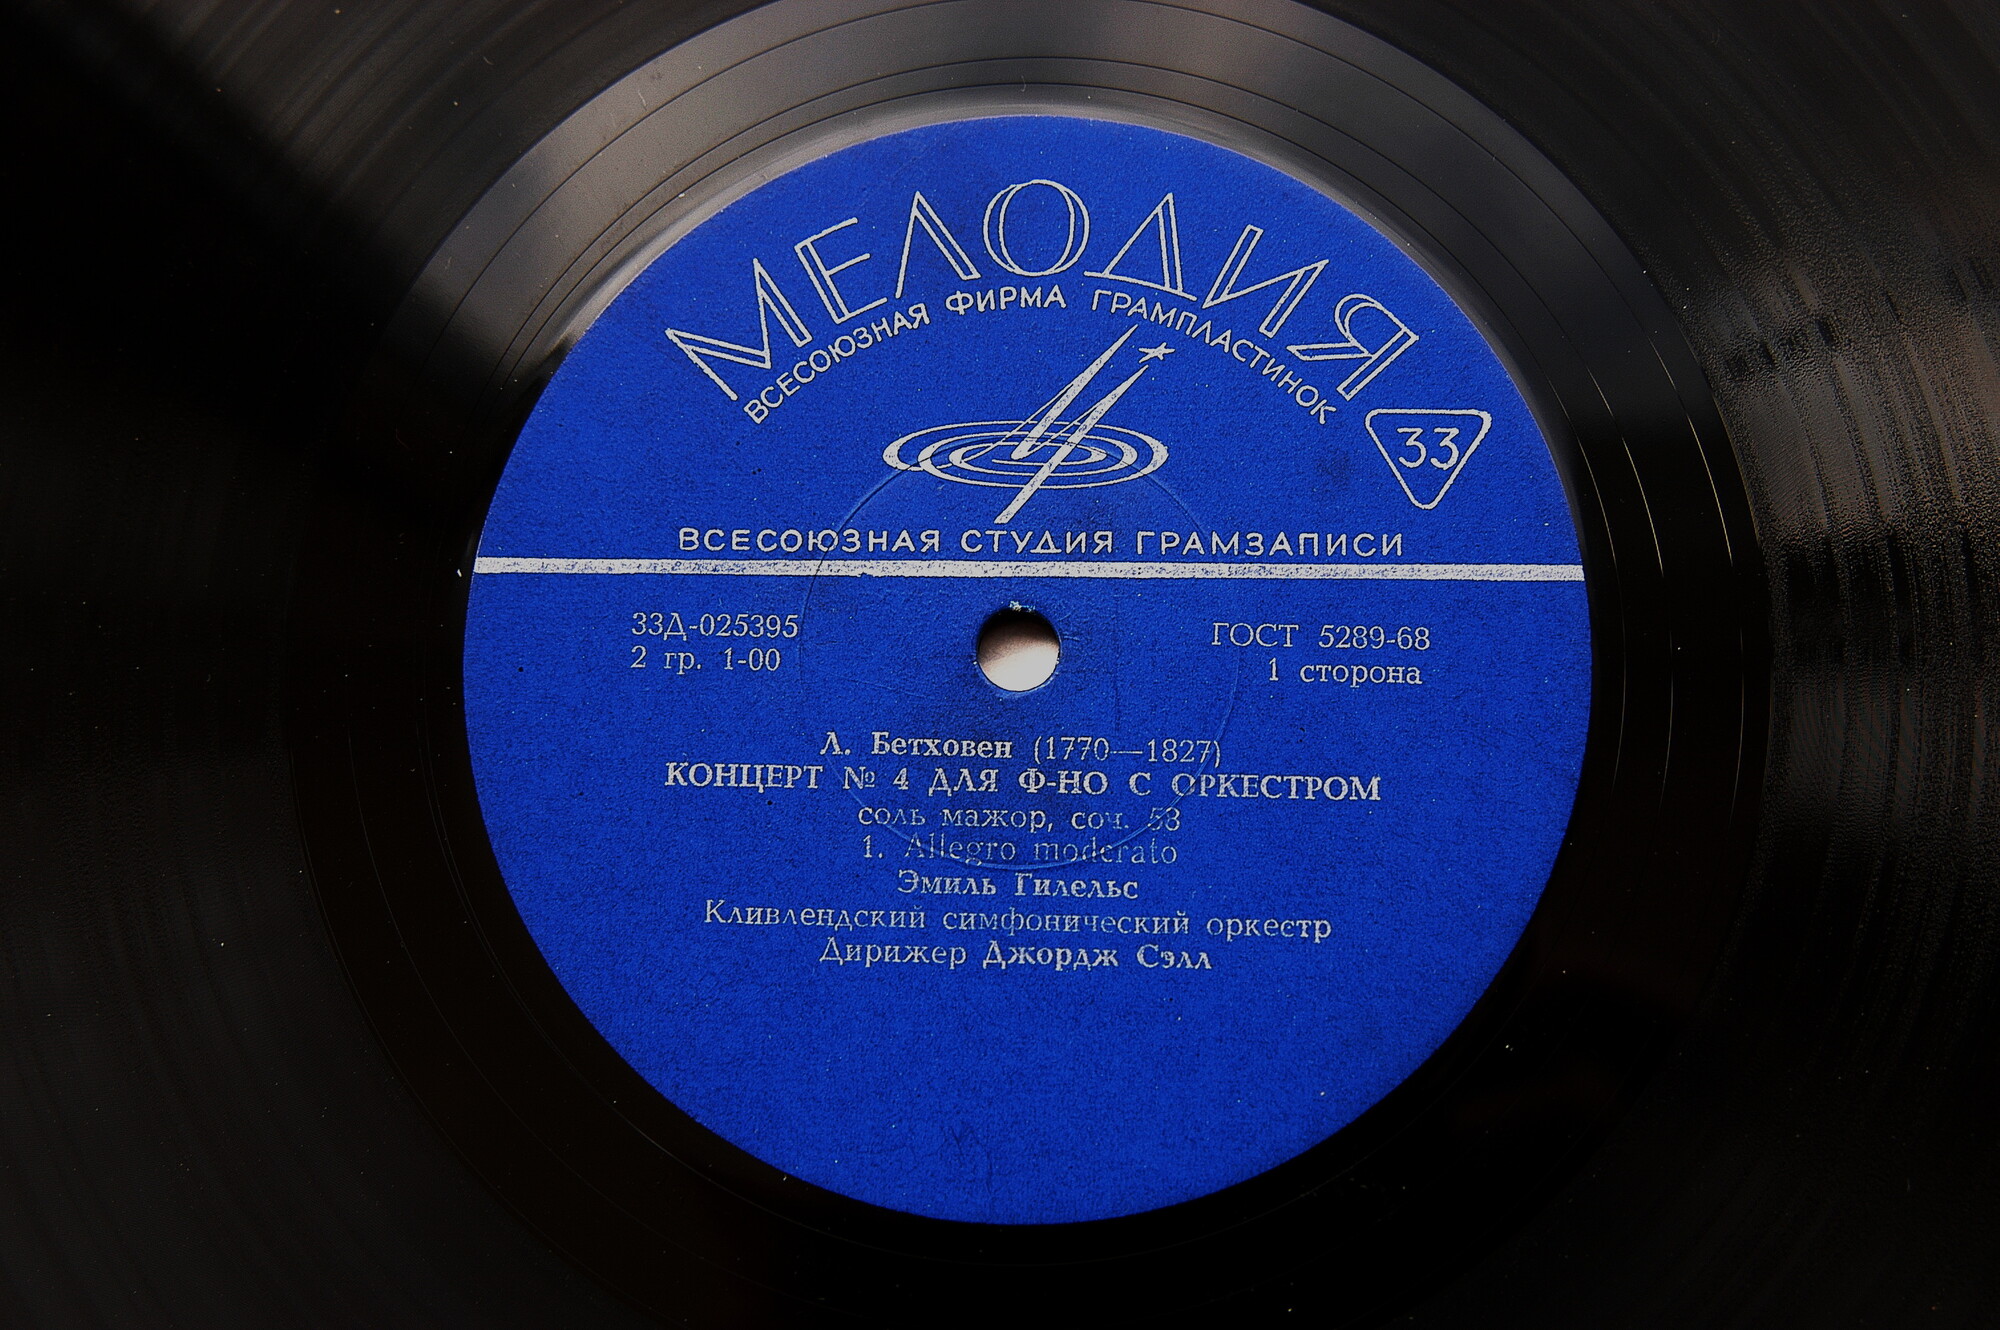 МЕЛОДИЯ
ВСЕСОЮЗНАЯ ФИРМА ГРАМПЛАСТИНОК
33
ВСЕСОЮЗНАЯ СТУДИЯ ГРАМЗАПИСИ
33Д-025395
2 гр. 1-00
ГОСТ 5289-68
1 сторона
Л. Бетховен (1770—1827)
КОНЦЕРТ № 4 ДЛЯ Ф-НО С ОРКЕСТРОМ
соль мажор, соч. 58
1. Allegro moderato
Эмиль Гилельс
Кливлендский симфонический оркестр
Дирижер Джордж Сэлл